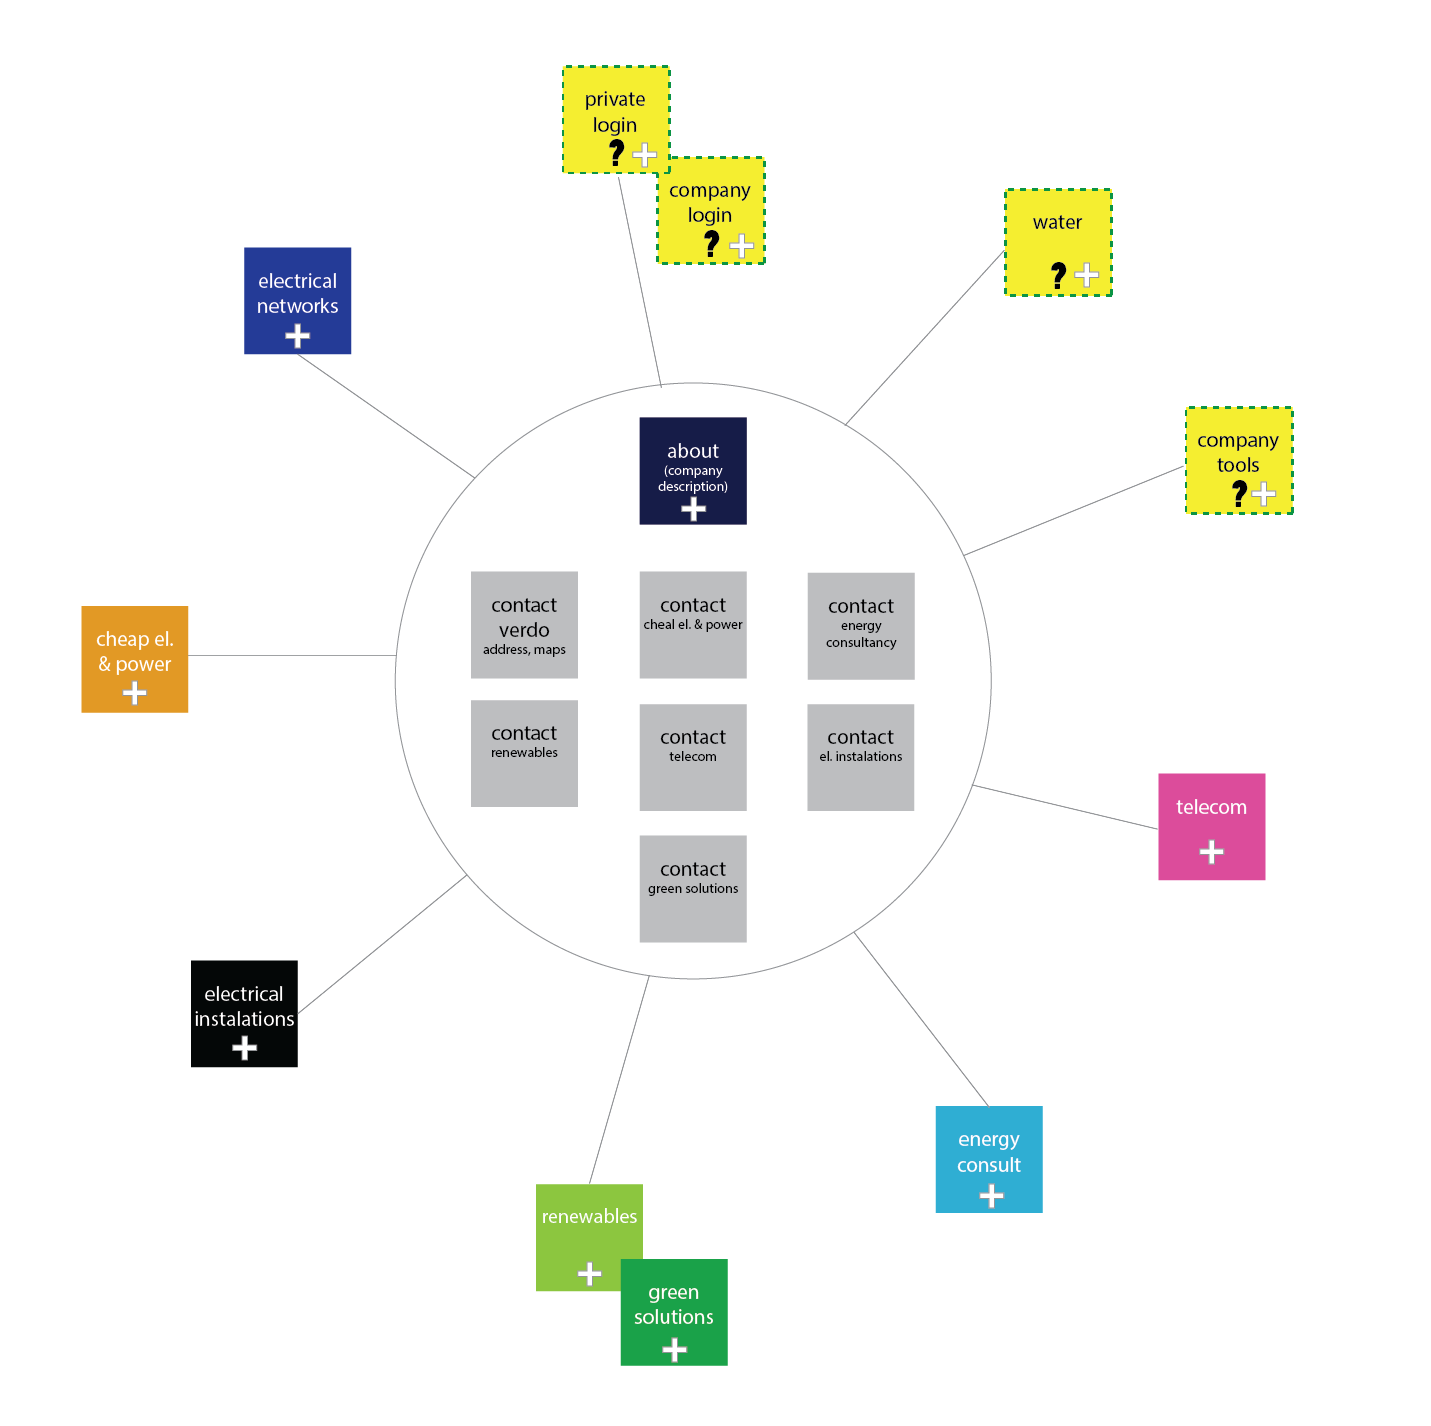 private
login
?
company
login
?
water
?
electrical
networks
company
tools
?
about
(company
description)
contact
verdo
address, maps
contact
cheal el. & power
contact
energy
consultancy
cheap el.
& power
contact
renewables
contact
telecom
contact
el. instalations
telecom
contact
green solutions
electrical
instalations
energy
consult
renewables
green
solutions